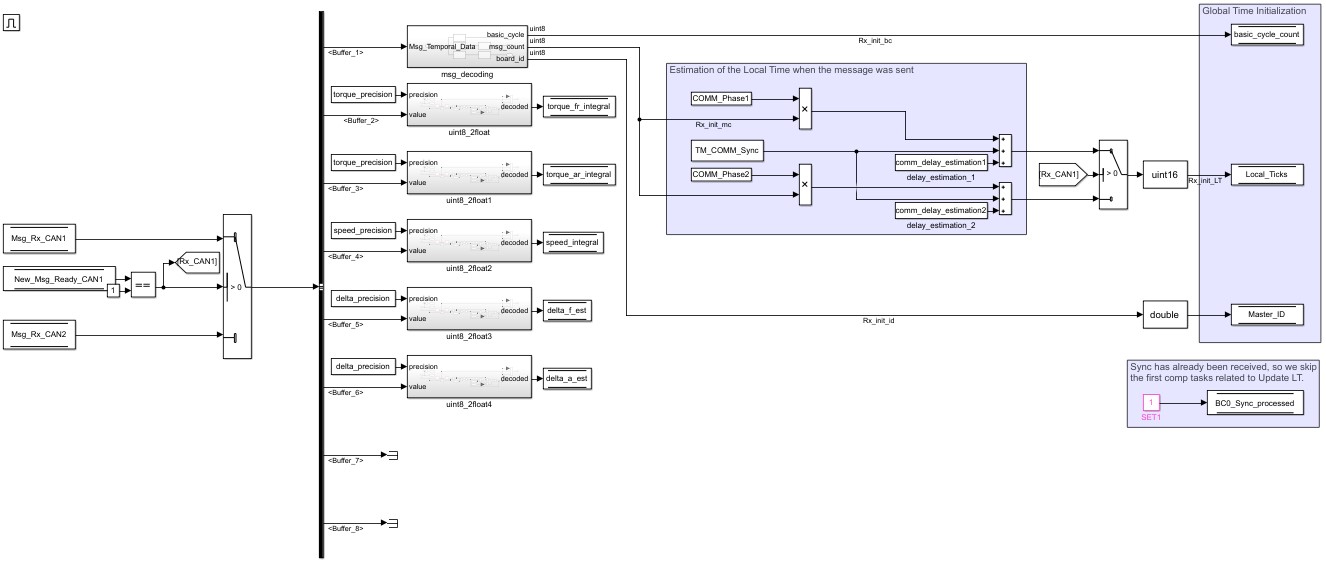 Msg_Rx_CAN1
New_Msg_Ready_CAN1
1
==
[Rx_CAN1]
> 0
Msg_Rx_CAN2
<Buffer_1>
Msg_Temporal_Data
basic_cycle
msg_count
board_id
uint8
uint8
uint8
msg_decoding
torque_precision
<Buffer_2>
precision
value
decoded
uint8_2float
torque_fr_integral
torque_precision
<Buffer_3>
precision
value
decoded
uint8_2float1
torque_ar_integral
speed_precision
<Buffer_4>
precision
value
decoded
uint8_2float2
speed_integral
delta_precision
<Buffer_5>
precision
value
decoded
uint8_2float3
delta_f_est
delta_precision
<Buffer_6>
precision
value
decoded
uint8_2float4
delta_a_est
<Buffer_7>
<Buffer_8>
Rx_init_bc
Rx_init_mc
Rx_init_id
Estimation of the Local Time when the message was sent
COMM_Phase1
×
TM_COMM_Sync
COMM_Phase2
×
comm_delay_estimation1
+
+
+
delay_estimation_1
comm_delay_estimation2
+
+
+
delay_estimation_2
[Rx_CAN1]
> 0
uint16
Rx_init_LT
double
Global Time Initialization
basic_cycle_count
Local_Ticks
Master_ID
Sync has already been received, so we skip
the first comp tasks related to Update LT.
1
SET1
BC0_Sync_processed